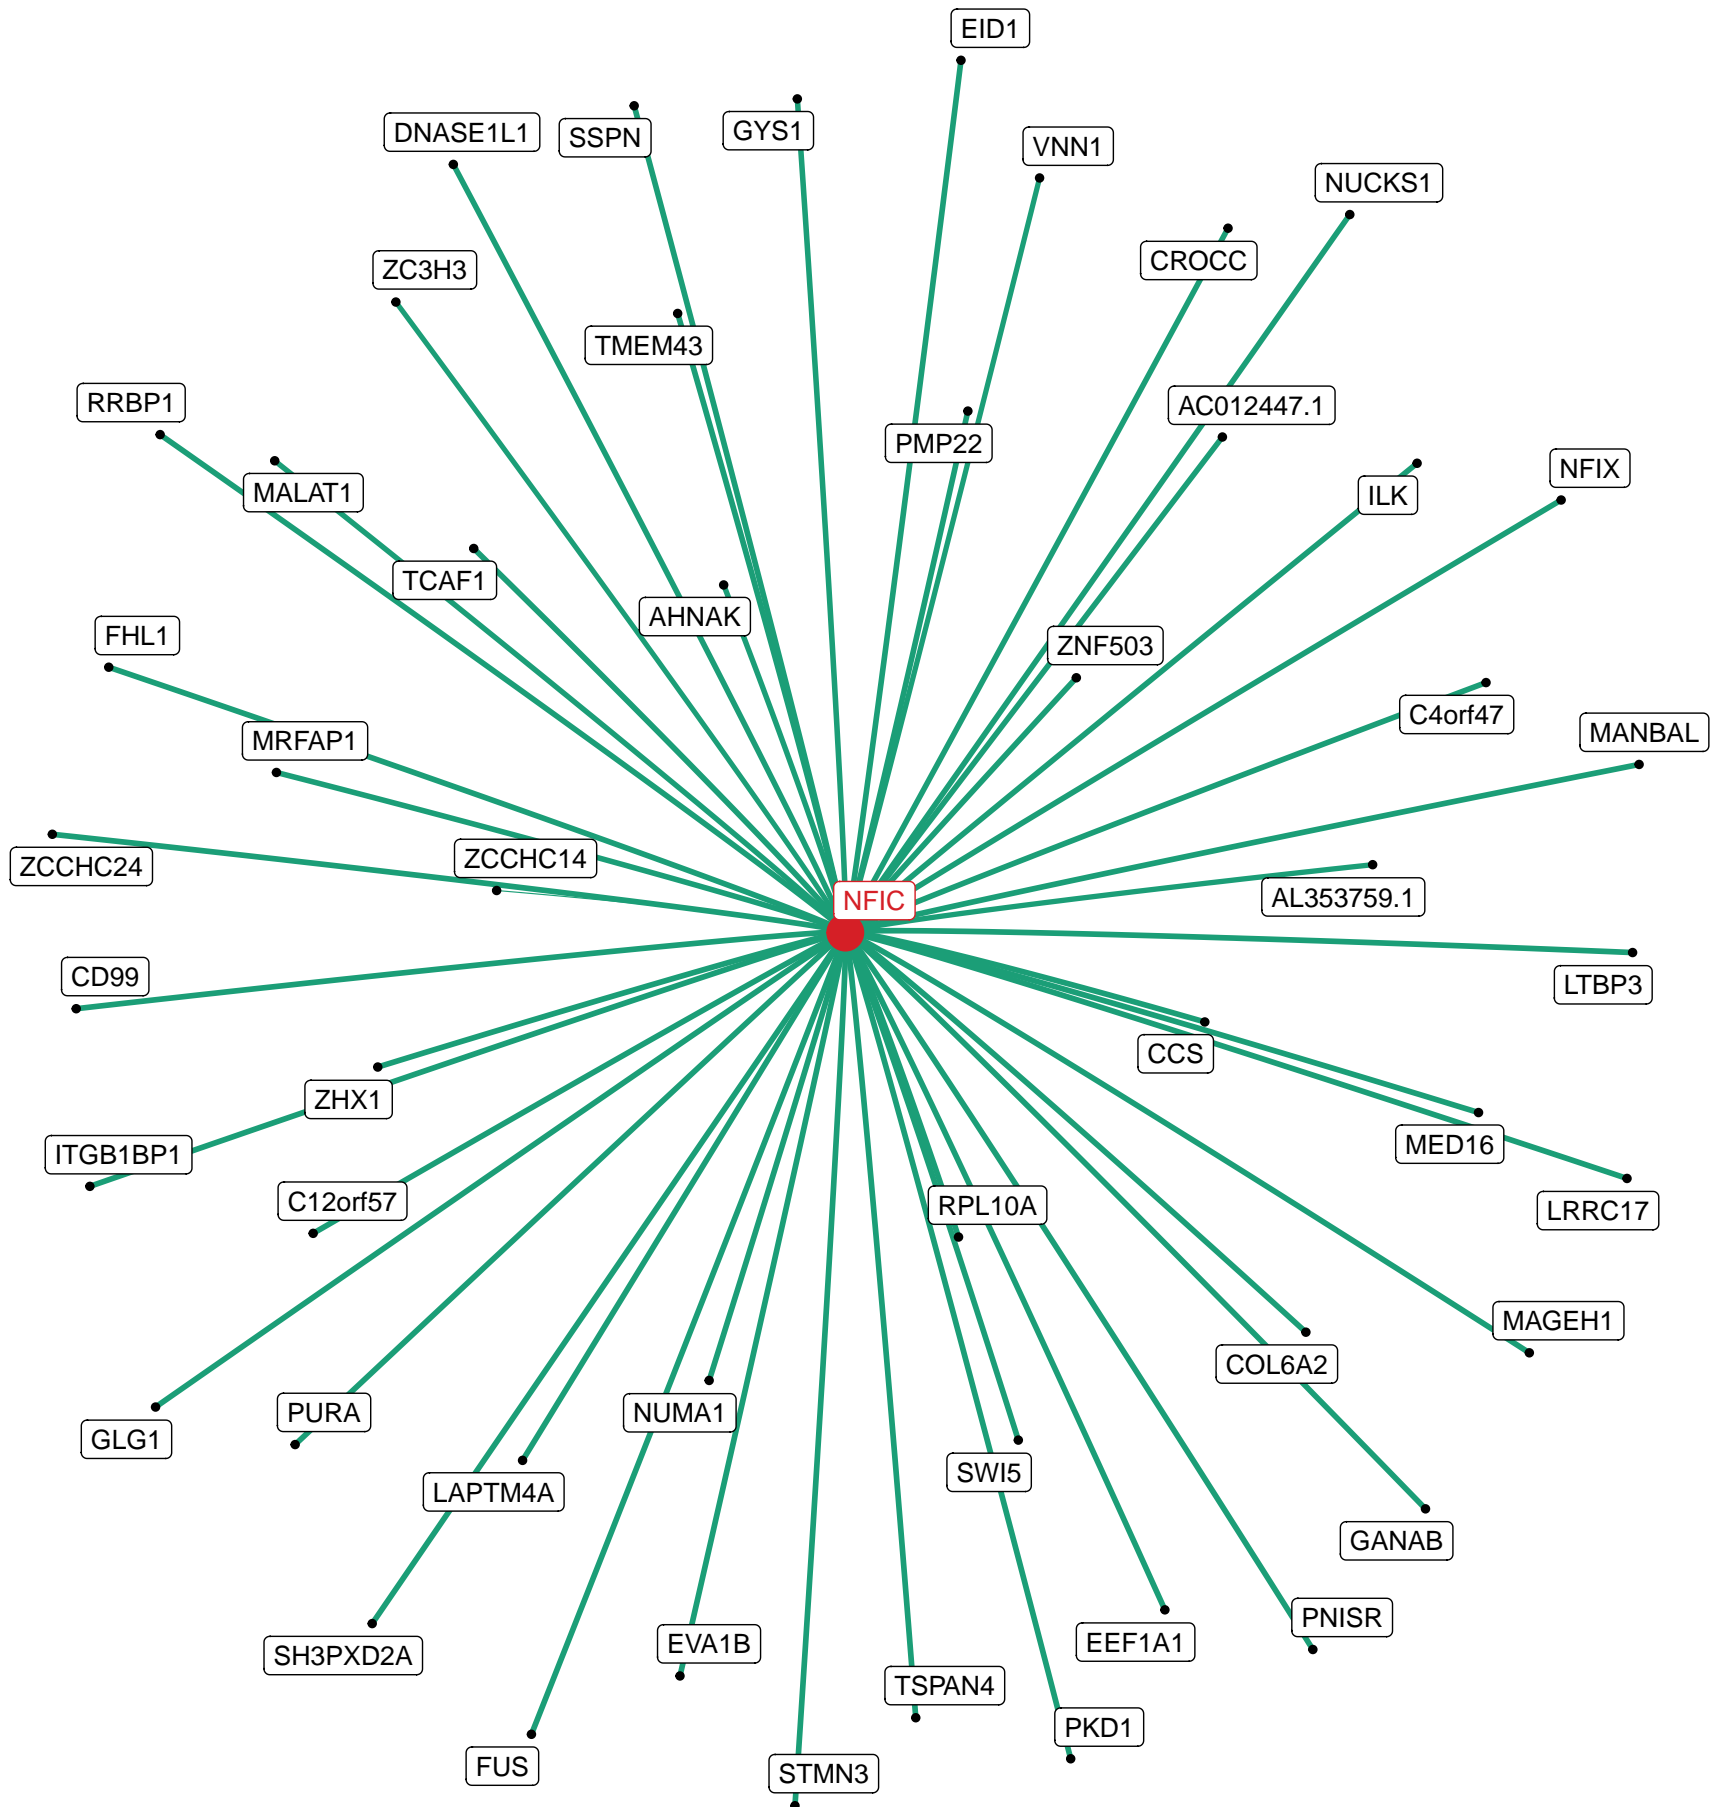 EID1
DNASE1L1
SSPN
GYS1
VNN1
NUCKS1
CROCC
ZC3H3
TMEM43
RRBP1
AC012447.1
PMP22
NFIX
MALAT1
ILK
TCAF1
AHNAK
FHL1
ZNF503
C4orf47
MANBAL
MRFAP1
ZCCHC14
ZCCHC24
NFIC
AL353759.1
CD99
LTBP3
CCS
ZHX1
MED16
ITGB1BP1
C12orf57
RPL10A
LRRC17
MAGEH1
COL6A2
PURA
NUMA1
GLG1
SWI5
LAPTM4A
GANAB
PNISR
EEF1A1
EVA1B
SH3PXD2A
TSPAN4
PKD1
FUS
STMN3